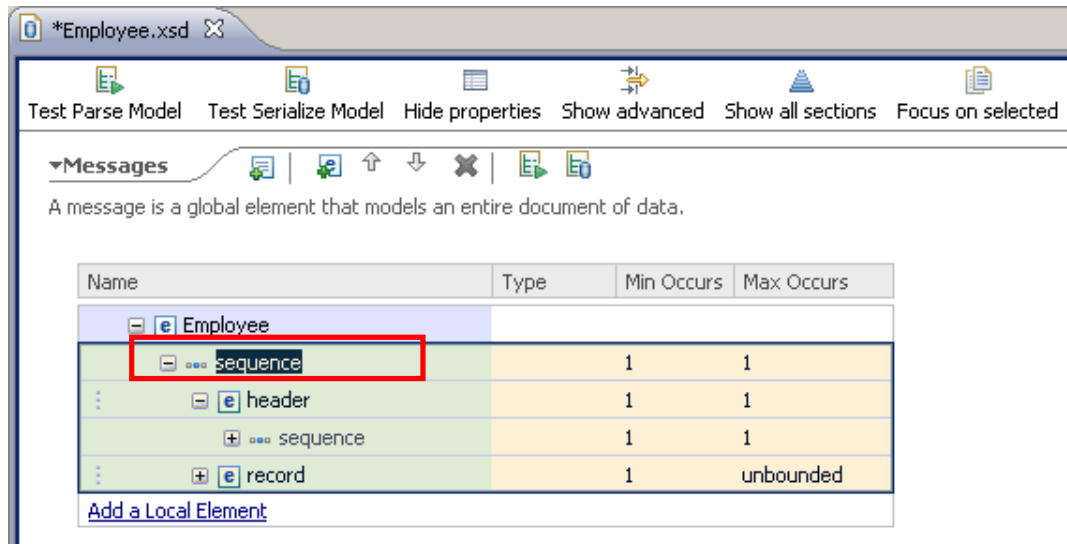 *Employee.xsd
Test Parse Model Test Serialize Model Hide properties Show advanced Show all sections Focus on selected
Messages
A message is a global element that models an entire document of data.
Name Type Min Occurs Max Occurs
e Employee
sequence 1 1
e header 1 1
sequence 1 1
e record 1 unbounded
Add a Local Element